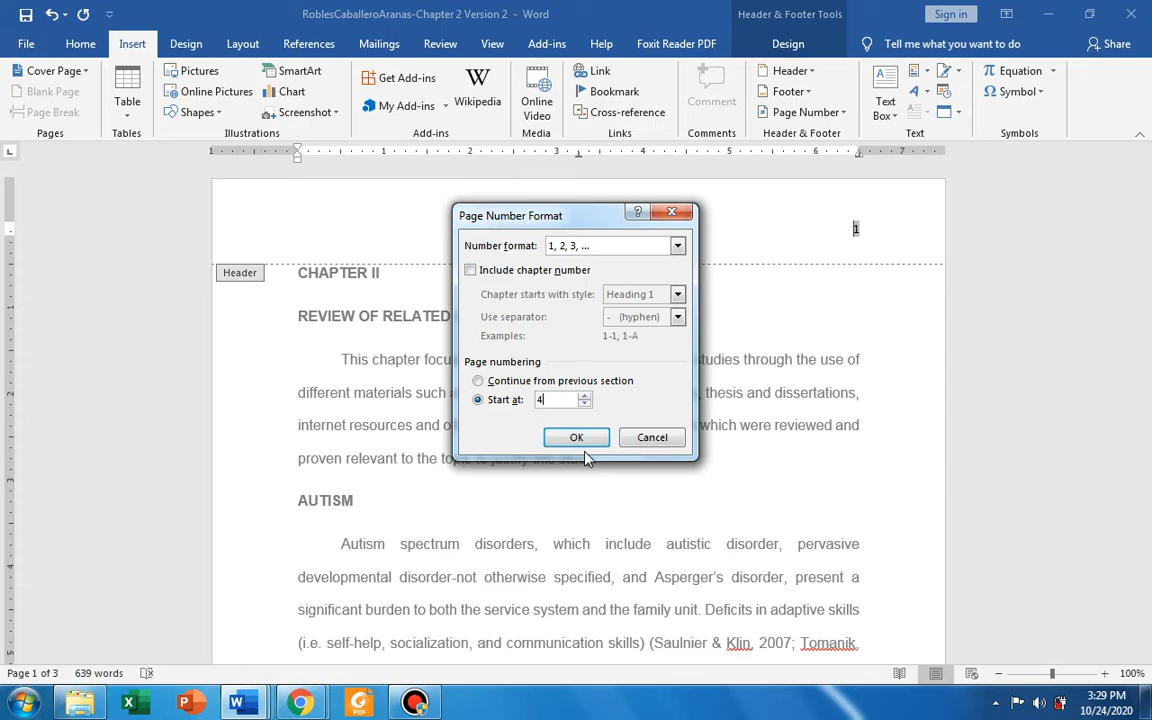 RoblesCaballeroAranas-Chapter 2 Version 2 - Word
Header & Footer Tools
Sign in
File Home Insert Design Layout References Mailings Review View Add-ins Help Foxit Reader PDF Design Tell me what you want to do Share
Cover Page
Blank Page
Page Break
Pages
Table
Tables
Pictures
Online Pictures
Shapes
SmartArt
Chart
Screenshot
Illustrations
Get Add-ins
My Add-ins
Wikipedia
Add-ins
Online
Video
Media
Link
Bookmark
Cross-reference
Links
Comment
Comments
Header
Footer
Page Number
Header & Footer
Text
Box
Text
Equation
Symbol
Symbols
1 1 2 3 4 5 6 7
1
Header
Page Number Format
Number format: 1, 2, 3, ...
Include chapter number
Chapter starts with style: Heading 1
Use separator: - (hyphen)
Examples: 1-1, 1-A
Page numbering
Continue from previous section
Start at: 4
OK Cancel
CHAPTER II
REVIEW OF RELATED
This chapter focu studies through the use of
different materials such a , thesis and dissertations,
internet resources and o which were reviewed and
proven relevant to the
AUTISM
Autism spectrum disorders, which include autistic disorder, pervasive
developmental disorder-not otherwise specified, and Asperger's disorder, present a
significant burden to both the service system and the family unit. Deficits in adaptive skills
(i.e. self-help, socialization, and communication skills) (Saulnier & Klin, 2007; Tomanik,
Page 1 of 3 639 words 100%
3:29 PM
10/24/2020